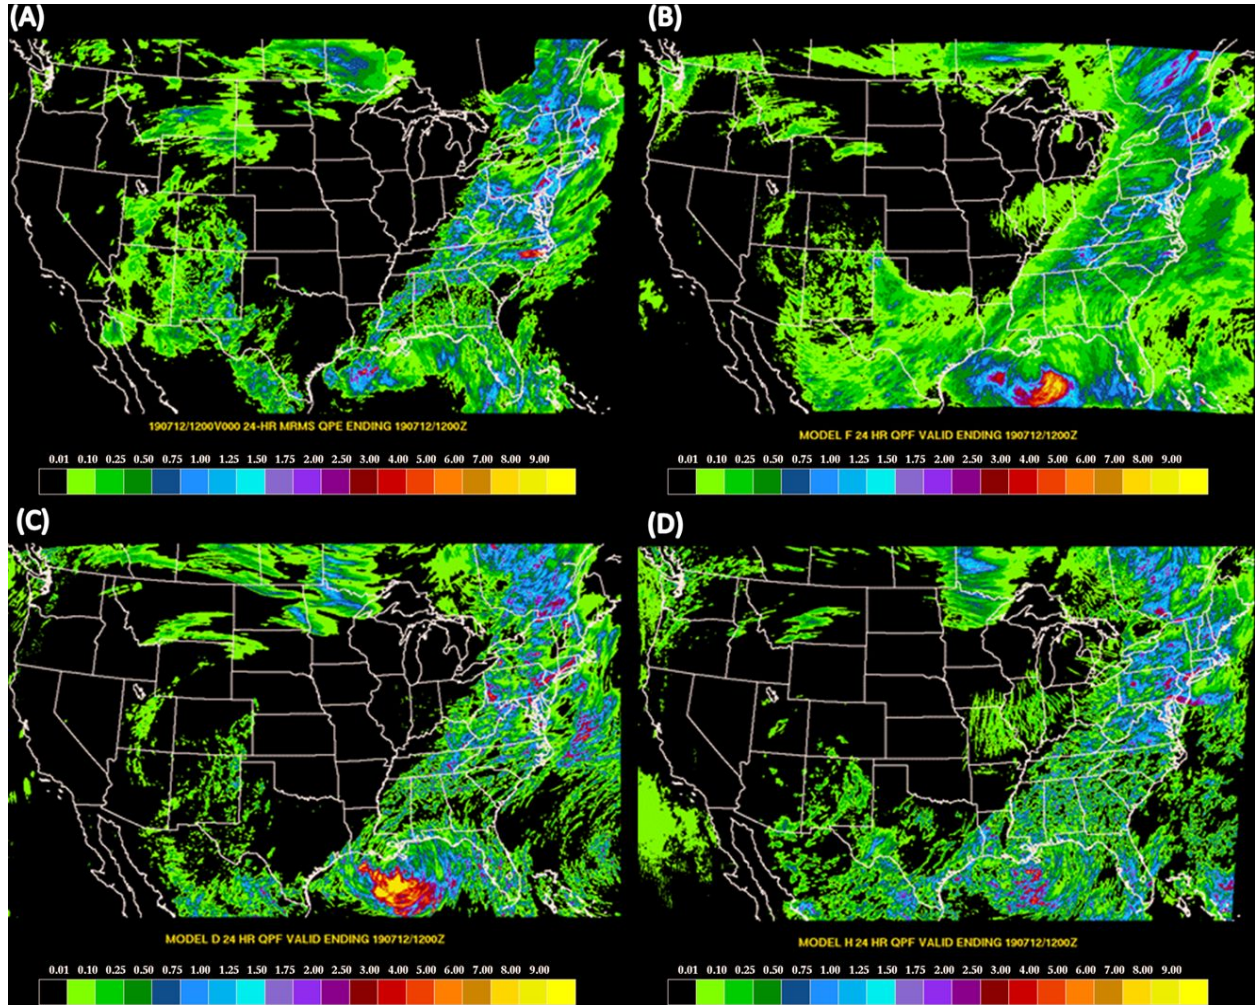 (A)
(B)
190712/1200V000 24-HR MRMS QPE ENDING 190712/1200Z
MODEL F 24 HR QPF VALID ENDING 190712/1200Z
0.01 0.10 0.25 0.50 0.75 1.00 1.25 1.50 1.75 2.00 2.50 3.00 4.00 5.00 6.00 7.00 8.00 9.00
0.01 0.10 0.25 0.50 0.75 1.00 1.25 1.50 1.75 2.00 2.50 3.00 4.00 5.00 6.00 7.00 8.00 9.00
(C)
(D)
MODEL D 24 HR QPF VALID ENDING 190712/1200Z
MODEL H 24 HR QPF VALID ENDING 190712/1200Z
0.01 0.10 0.25 0.50 0.75 1.00 1.25 1.50 1.75 2.00 2.50 3.00 4.00 5.00 6.00 7.00 8.00 9.00
0.01 0.10 0.25 0.50 0.75 1.00 1.25 1.50 1.75 2.00 2.50 3.00 4.00 5.00 6.00 7.00 8.00 9.00